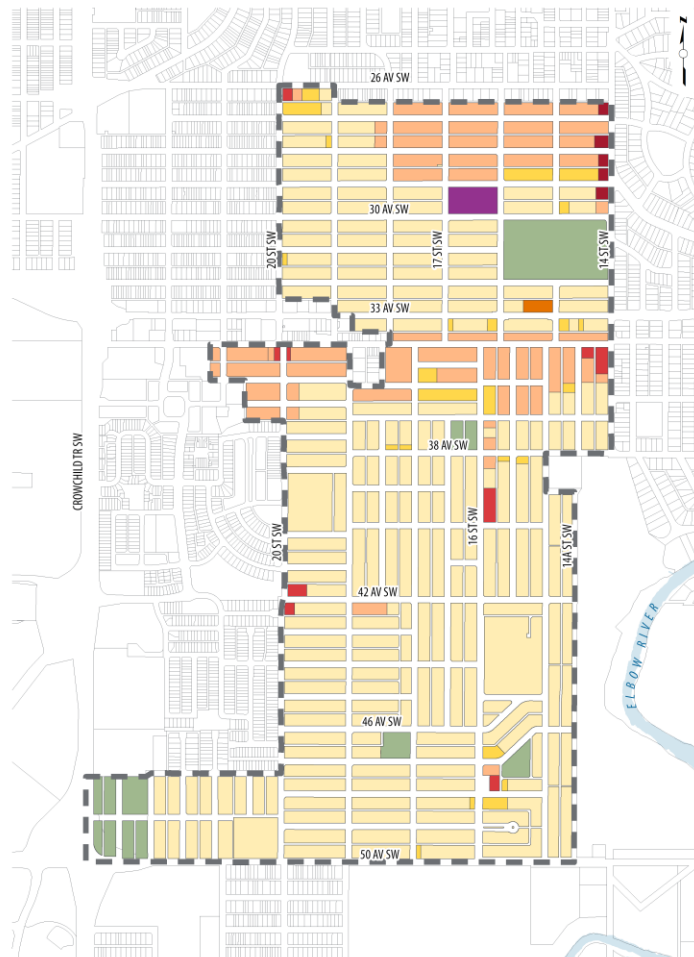 N
26 AV SW
30 AV SW
20 ST SW
17 ST SW
14 ST SW
33 AV SW
38 AV SW
CROWCHILD TR SW
20 ST SW
16 ST SW
14A ST SW
42 AV SW
ELBOW RIVER
46 AV SW
50 AV SW